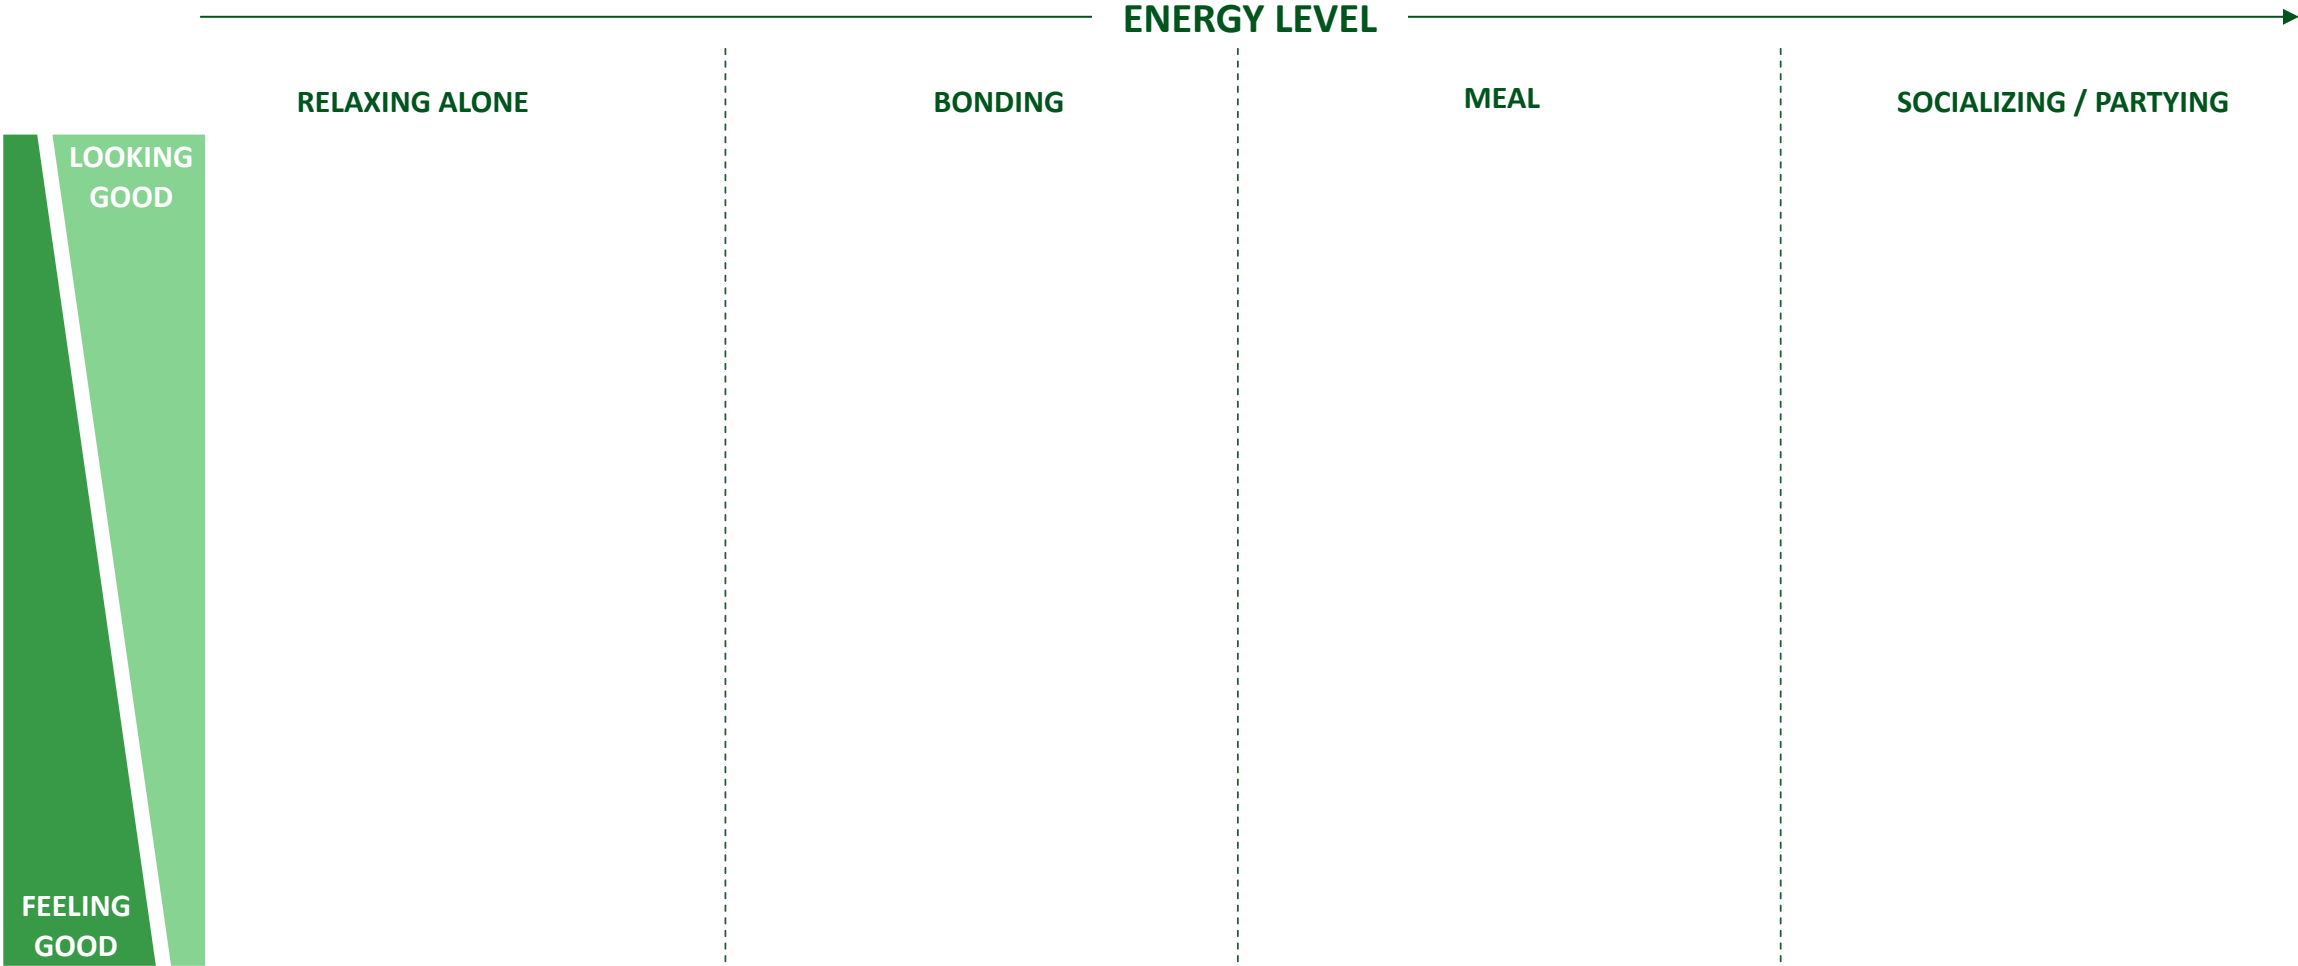 ENERGY LEVEL
RELAXING ALONE
BONDING
MEAL
SOCIALIZING / PARTYING
LOOKING
GOOD
FEELING
GOOD